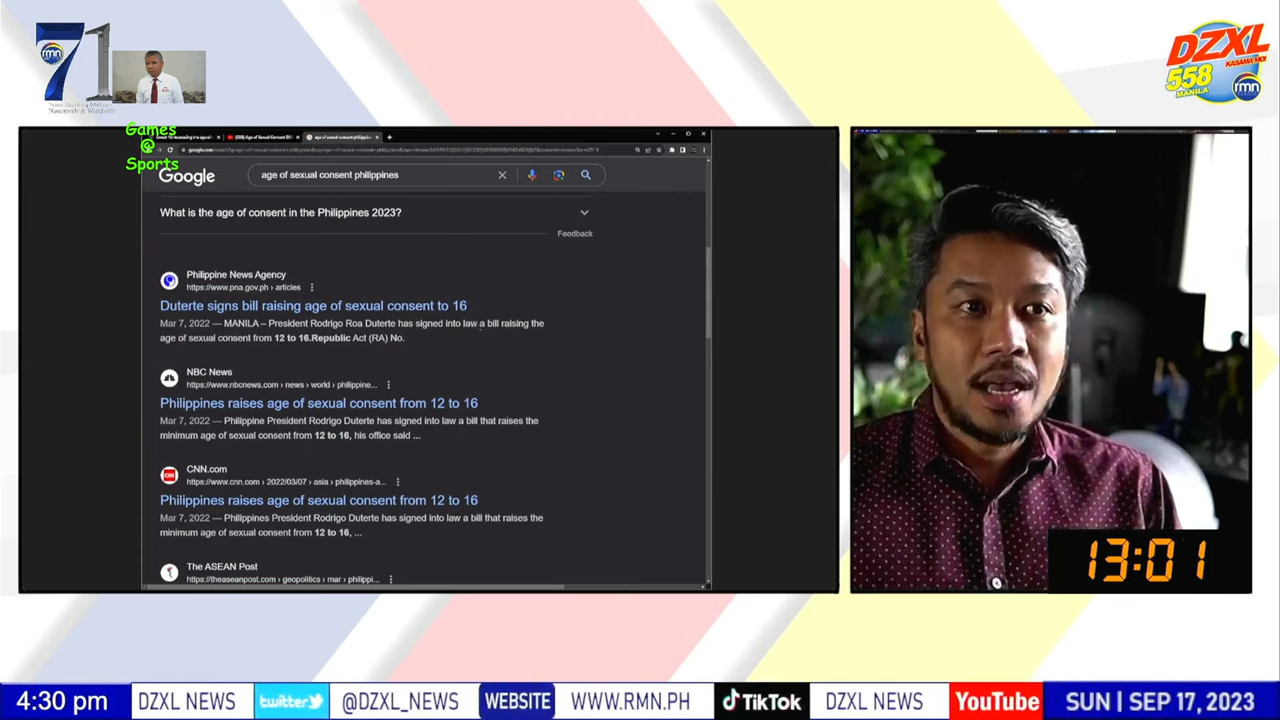 71
rmn
Nationwide & Worldwide
Games
@
Sports
DZXL
KASAMA MO!
558
MANILA
rmn
Google
age of sexual consent philippines
What is the age of consent in the Philippines 2023?
Feedback
Philippine News Agency
https://www.pna.gov.ph › articles
Duterte signs bill raising age of sexual consent to 16
Mar 7, 2022 — MANILA – President Rodrigo Roa Duterte has signed into law a bill raising the
age of sexual consent from 12 to 16.Republic Act (RA) No.
NBC News
https://www.nbcnews.com › news › world › philippine...
Philippines raises age of sexual consent from 12 to 16
Mar 7, 2022 — Philippine President Rodrigo Duterte has signed into law a bill that raises the
minimum age of sexual consent from 12 to 16, his office said ...
CNN.com
https://www.cnn.com › 2022/03/07 › asia › philippines-a...
Philippines raises age of sexual consent from 12 to 16
Mar 7, 2022 — Philippines President Rodrigo Duterte has signed into law a bill that raises the
minimum age of sexual consent from 12 to 16, ...
The ASEAN Post
https://theaseanpost.com › geopolitics › mar › philippi...
13:01
4:30 pm DZXL NEWS twitter @DZXL_NEWS WEBSITE WWW.RMN.PH TikTok DZXL NEWS YouTube SUN | SEP 17, 2023